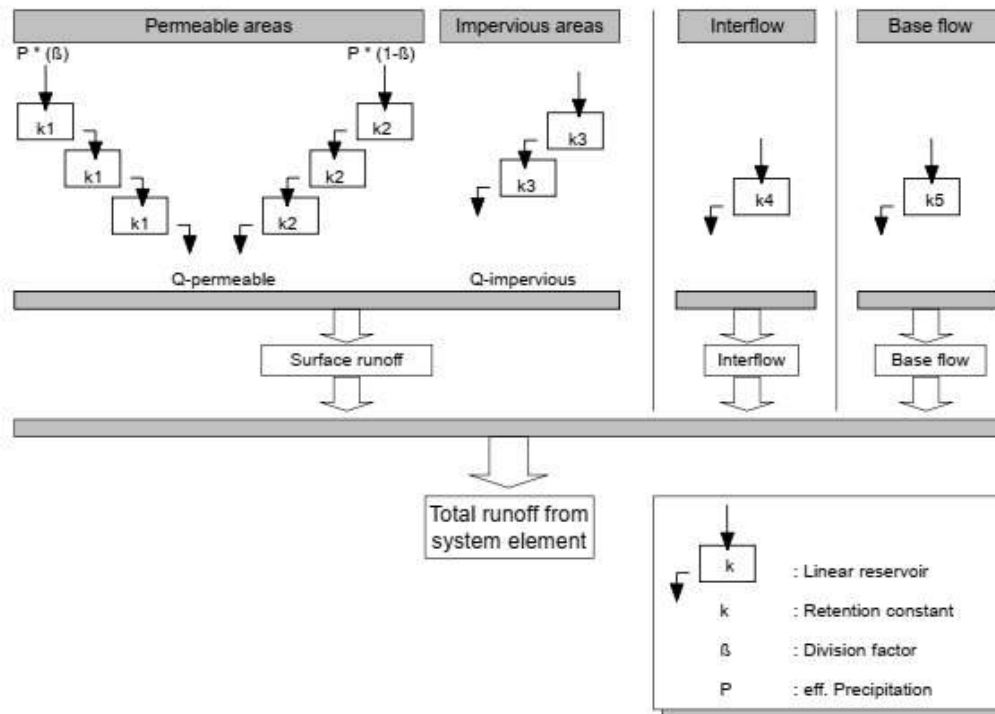 Permeable areas
Impervious areas
Interflow
Base flow
P * (ß)
P * (1-ß)
k1
k2
k3
k1
k2
k3
k4
k5
k1
k2
Q-permeable
Q-impervious
Surface runoff
Interflow
Base flow
Total runoff from
system element
k
: Linear reservoir
k : Retention constant
ß : Division factor
P : eff. Precipitation